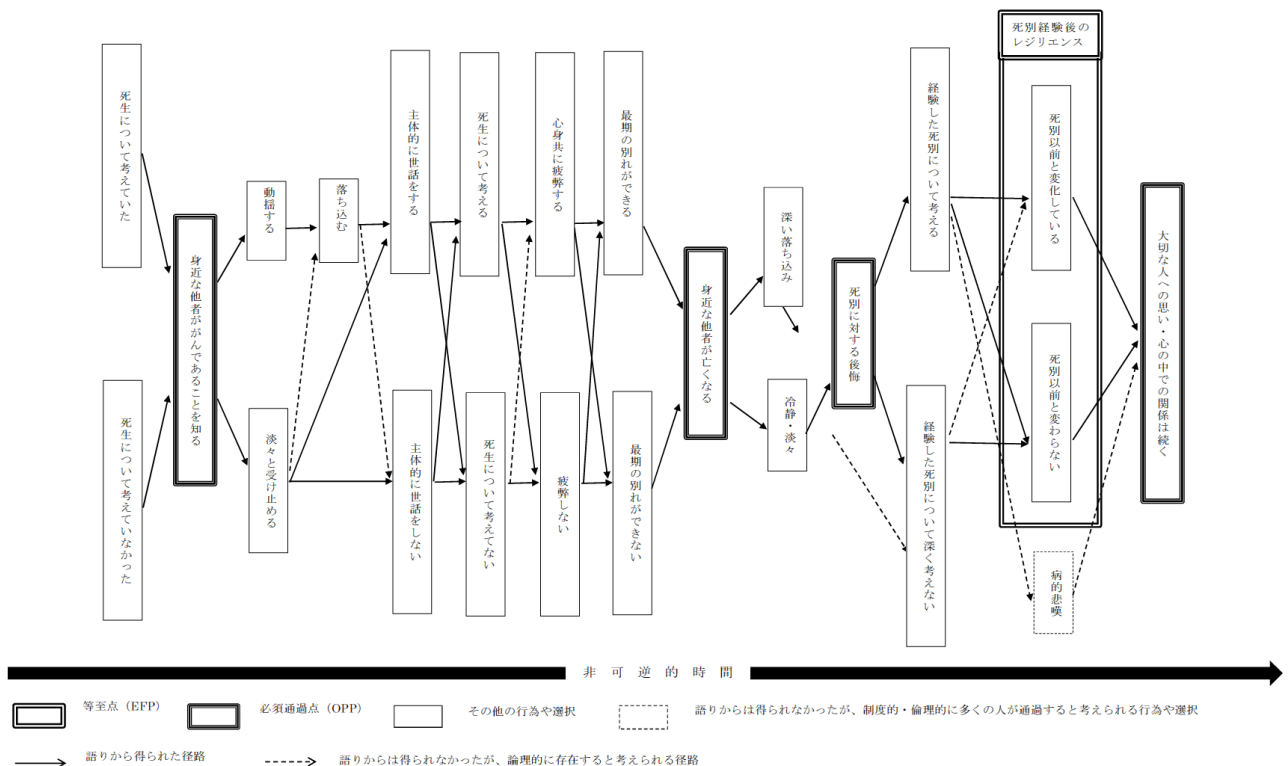 死生について考えていた
死生について考えていなかった
身近な他者ががんであることを知る
動揺する
淡々と受け止める
落ち込む
主体的に世話をする
主体的に世話をしない
死生について考える
死生について考えてない
心身共に疲弊する
疲弊しない
最期の別れができる
最期の別れができない
身近な他者が亡くなる
深い落ち込み
冷静・淡々
死別に対する後悔
経験した死別について考える
経験した死別について深く考えない
死別経験後の
レジリエンス
死別以前と変化している
死別以前と変わらない
病的悲嘆
大切な人への思い・心の中での関係は続く
非可逆的時間
等至点（EFP）
必須通過点（OPP）
その他の行為や選択
語りからは得られなかったが、制度的・倫理的に多くの人が通過すると考えられる行為や選択
語りから得られた径路
語りからは得られなかったが、論理的に存在すると考えられる径路